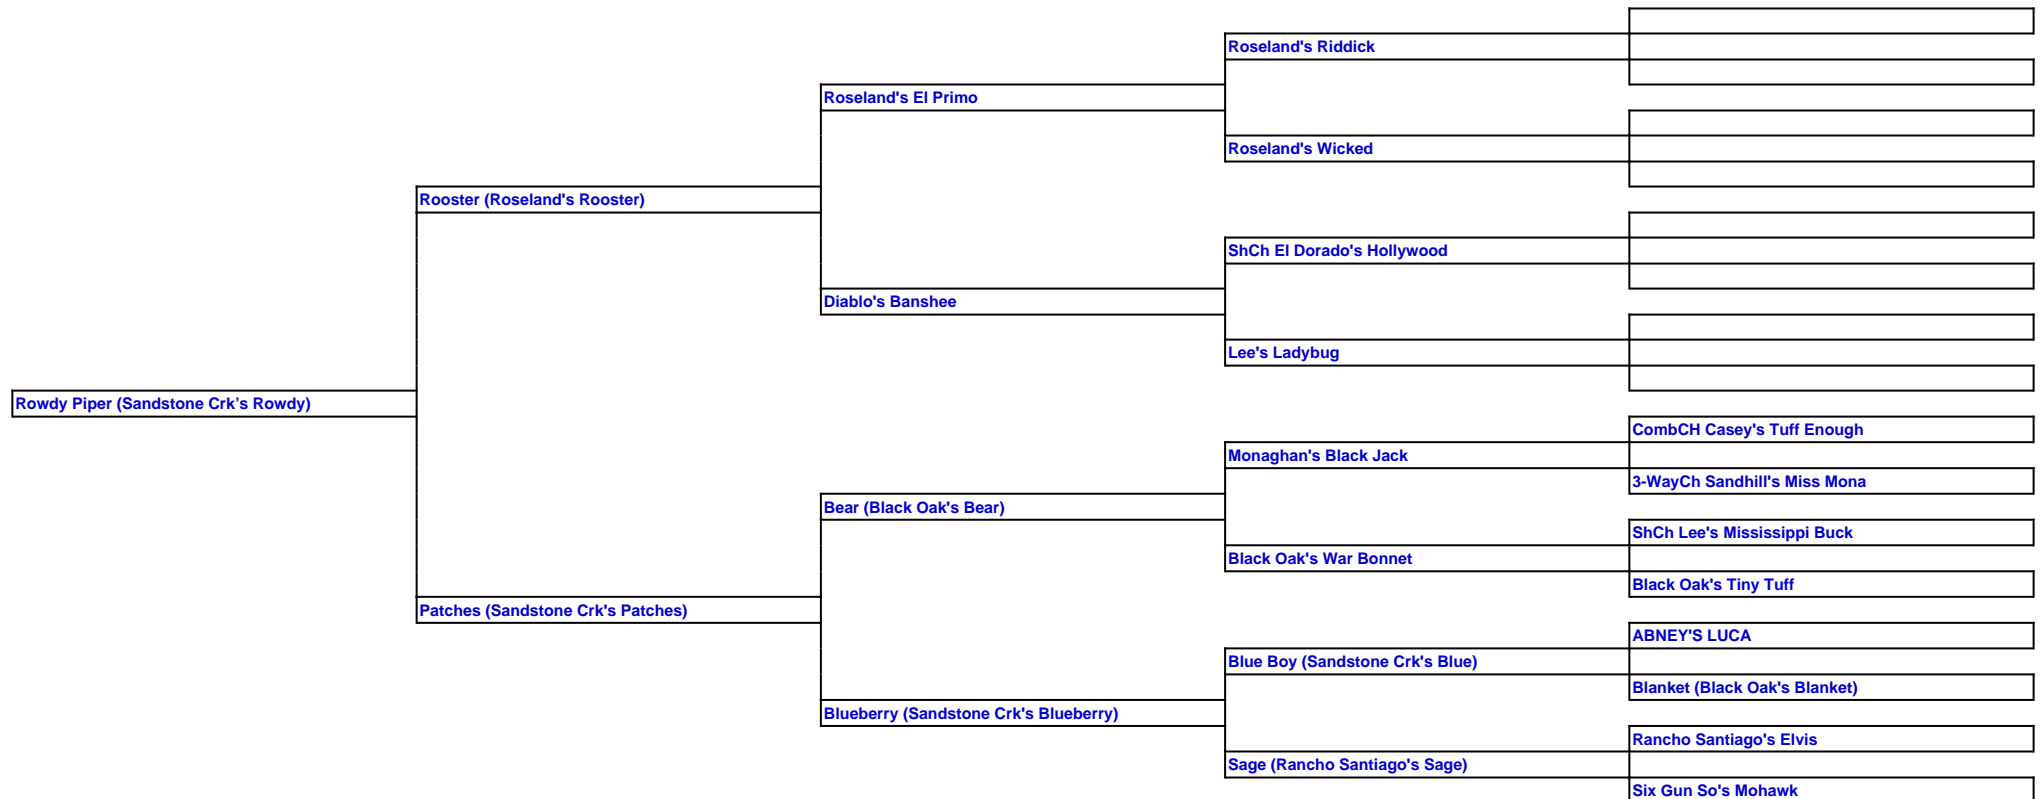 Roseland's Riddick
Roseland's El Primo
Roseland's Wicked
Rooster (Roseland's Rooster)
ShCh El Dorado's Hollywood
Diablo's Banshee
Lee's Ladybug
Rowdy Piper (Sandstone Crk’s Rowdy)
CombCH Casey's Tuff Enough
Monaghan's Black Jack
3-WayCh Sandhill's Miss Mona
Bear (Black Oak's Bear)
ShCh Lee's Mississippi Buck
Black Oak's War Bonnet
Black Oak's Tiny Tuff
Patches (Sandstone Crk's Patches)
ABNEY'S LUCA
Blue Boy (Sandstone Crk's Blue)
Blanket (Black Oak's Blanket)
Blueberry (Sandstone Crk's Blueberry)
Rancho Santiago's Elvis
Sage (Rancho Santiago's Sage)
Six Gun So's Mohawk